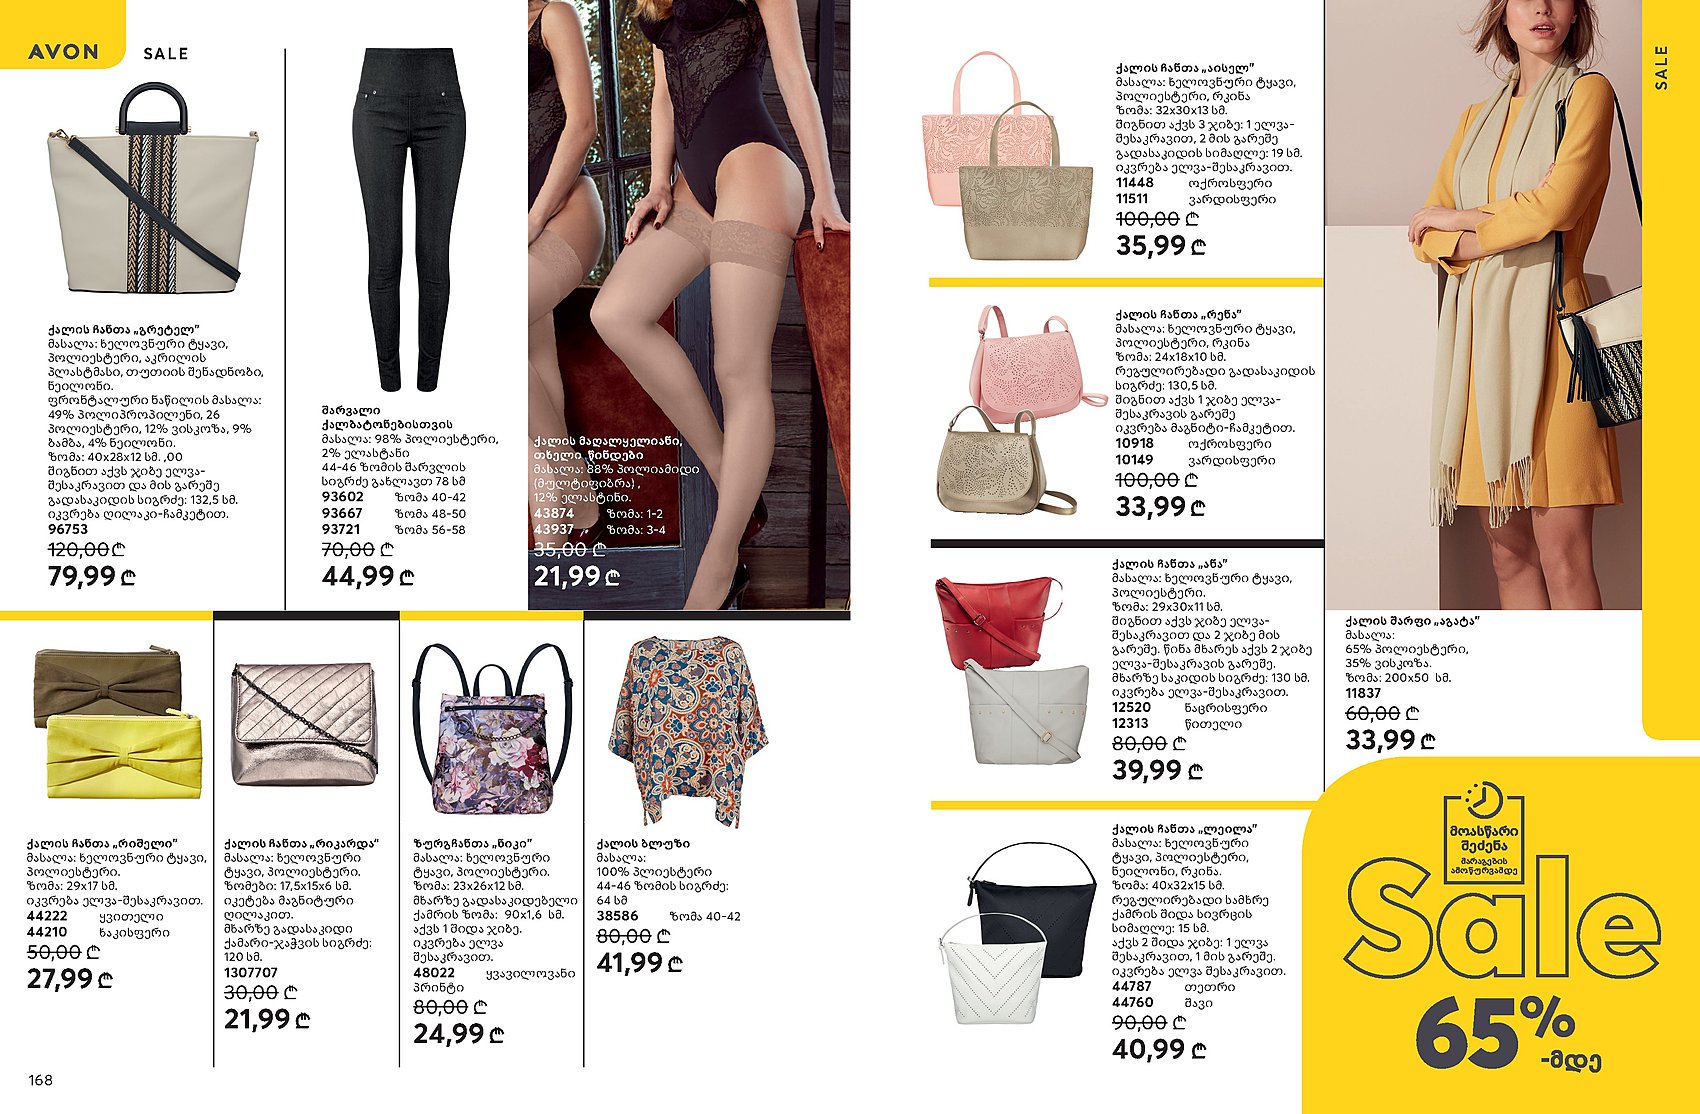 AVON
SALE
ქალის ჩანთა „გრეტელ"
მასალა: ხელოვნური ტყავი,
პოლიესტერი, აკრილის
პლასტმასი, თუთიის შენადნობი,
ნეილონი.
ფრონტალური ნაწილის მასალა:
49% პოლიპროპილენი, 26
პოლიესტერი, 12% ვისკოზა, 9%
ბამბა, 4% ნეილონი.
ზომა: 40x28x12 სმ. ,00
შიგნით აქვს ჯიბე ელვა-
შესაკრავით და მის გარეშე
გადასაკიდის სიგრძე: 132,5 სმ.
იკვრება ღილაკი-ჩამკეტით.
96753
120,00 ₾
79,99 ₾
შარვალი
ქალბატონებისთვის
მასალა: 98% პოლიესტერი,
2% ელასტანი
44-46 ზომის შარვლის
სიგრძე გახლავთ 78 სმ
93602 ზომა 40-42
93667 ზომა 48-50
93721 ზომა 56-58
70,00 ₾
44,99 ₾
ქალის მაღალყელიანი,
თხელი წინდები
მასალა: 88% პოლიამიდი
(მულტიფიბრა) ,
12% ელასტინი.
43874 ზომა: 1-2
43937 ზომა: 3-4
35,00 ₾
21,99 ₾
ქალის ჩანთა „რიშელი"
მასალა: ხელოვნური ტყავი,
პოლიესტერი.
ზომა: 29x17 სმ.
იკვრება ელვა-შესაკრავით.
44222 ყვითელი
44210 ხაკისფერი
50,00 ₾
27,99 ₾
ქალის ჩანთა „რიკარდა"
მასალა: ხელოვნური
ტყავი, პოლიესტერი.
ზომები: 17,5x15x6 სმ.
იკეტება მაგნიტური
ღილაკით.
მხარზე გადასაკიდი
ქამარი-ჯაჭვის სიგრძე:
120 სმ.
1307707
30,00 ₾
21,99 ₾
ზურგჩანთა „ნიკი"
მასალა: ხელოვნური
ტყავი, პოლიესტერი.
ზომა: 23x26x12 სმ.
მხარზე გადასაკიდებელი
ქამრის ზომა: 90x1,6 სმ.
აქვს 1 შიდა ჯიბე.
იკვრება ელვა
შესაკრავით.
48022 ყვავილოვანი
პრინტი
80,00 ₾
24,99 ₾
ქალის ბლუზი
მასალა:
100% პლიესტერი
44-46 ზომის სიგრძე:
64 სმ
38586 ზომა 40-42
80,00 ₾
41,99 ₾
168
ქალის ჩანთა „აისელ"
მასალა: ხელოვნური ტყავი,
პოლიესტერი, რკინა
ზომა: 32x30x13 სმ.
შიგნით აქვს 3 ჯიბე: 1 ელვა-
შესაკრავით, 2 მის გარეშე
გადასაკიდის სიმაღლე: 19 სმ.
იკვრება ელვა-შესაკრავით.
11448 ოქროსფერი
11511 ვარდისფერი
100,00 ₾
35,99 ₾
ქალის ჩანთა „რენა"
მასალა: ხელოვნური ტყავი,
პოლიესტერი, რკინა
ზომა: 24x18x10 სმ.
რეგულირებადი გადასაკიდის
სიგრძე: 130,5 სმ.
შიგნით აქვს 1 ჯიბე ელვა-
შესაკრავის გარეშე
იკვრება მაგნიტი-ჩამკეტით.
10918 ოქროსფერი
10149 ვარდისფერი
100,00 ₾
33,99 ₾
ქალის ჩანთა „ანა"
მასალა: ხელოვნური ტყავი,
პოლიესტერი.
ზომა: 29x30x11 სმ.
შიგნით აქვს ჯიბე ელვა-
შესაკრავით და 2 ჯიბე მის
გარეშე. წინა მხარეს აქვს 2 ჯიბე
ელვა-შესაკრავის გარეშე.
მხარზე საკიდის სიგრძე: 130 სმ.
იკვრება ელვა-შესაკრავით.
12520 ნაცრისფერი
12313 წითელი
80,00 ₾
39,99 ₾
ქალის ჩანთა „ლეილა"
მასალა: ხელოვნური
ტყავი, პოლიესტერი,
ნეილონი, რკინა.
ზომა: 40x32x15 სმ.
რეგულირებადი სამხრე
ქამრის შიდა სივრცის
სიმაღლე: 15 სმ.
აქვს 2 შიდა ჯიბე: 1 ელვა
შესაკრავით, 1 მის გარეშე.
იკვრება ელვა შესაკრავით.
44787 თეთრი
44760 შავი
90,00 ₾
40,99 ₾
SALE
ქალის შარფი „აგატა"
მასალა:
65% პოლიესტერი,
35% ვისკოზა.
ზომა: 200x50 სმ.
11837
60,00 ₾
33,99 ₾
მოასწარი
შეძენა
მარაგების
ამოწურვამდე
Sale
65%
-მდე